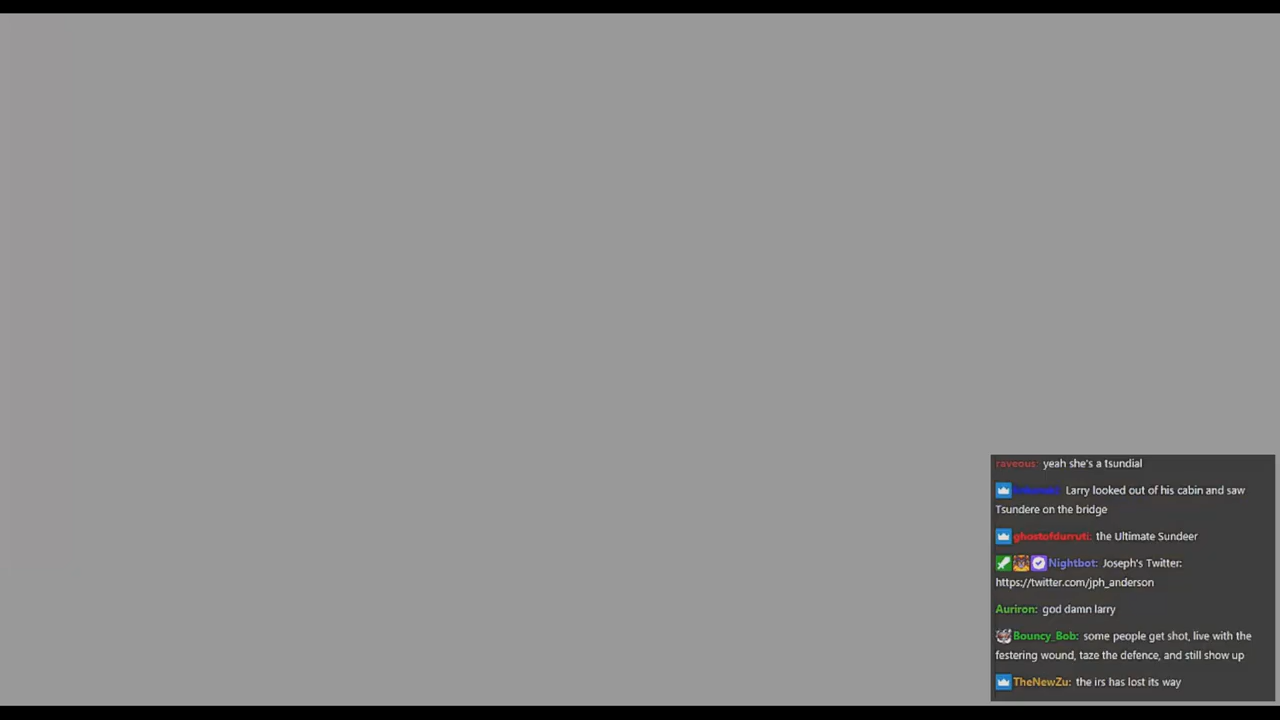 raveous: yeah she's a tsundial
Larry looked out of his cabin and saw
Tsundere on the bridge
ghostofdurruti: the Ultimate Sundeer
Nightbot: Joseph's Twitter:
https://twitter.com/jph_anderson
Auriron: god damn larry
Bouncy_Bob: some people get shot, live with the
festering wound, taze the defence, and still show up
TheNewZu: the irs has lost its way